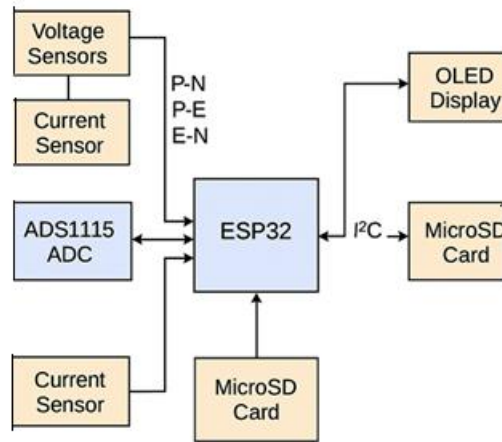 Voltage
Sensors
Current
Sensor
P-N
P-E
E-N
OLED
Display
ADS1115
ADC
ESP32
I²C
MicroSD
Card
Current
Sensor
MicroSD
Card